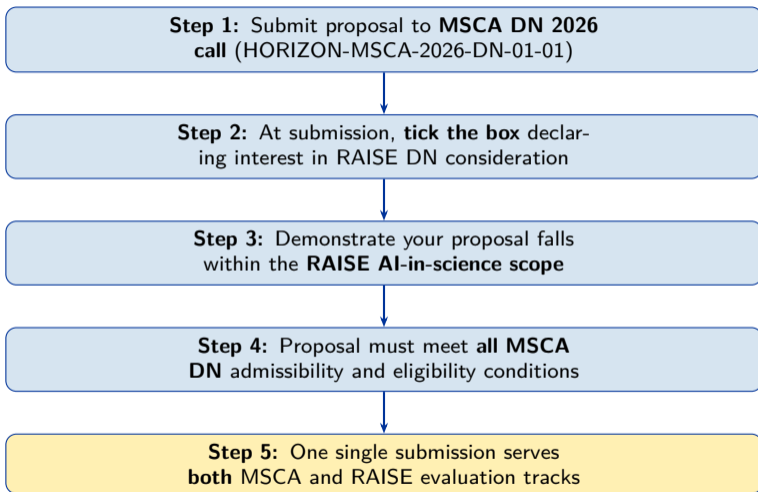 Step 1: Submit proposal to MSCA DN 2026
call (HORIZON-MSCA-2026-DN-01-01)
Step 2: At submission, tick the box declar-
ing interest in RAISE DN consideration
Step 3: Demonstrate your proposal falls
within the RAISE AI-in-science scope
Step 4: Proposal must meet all MSCA
DN admissibility and eligibility conditions
Step 5: One single submission serves
both MSCA and RAISE evaluation tracks